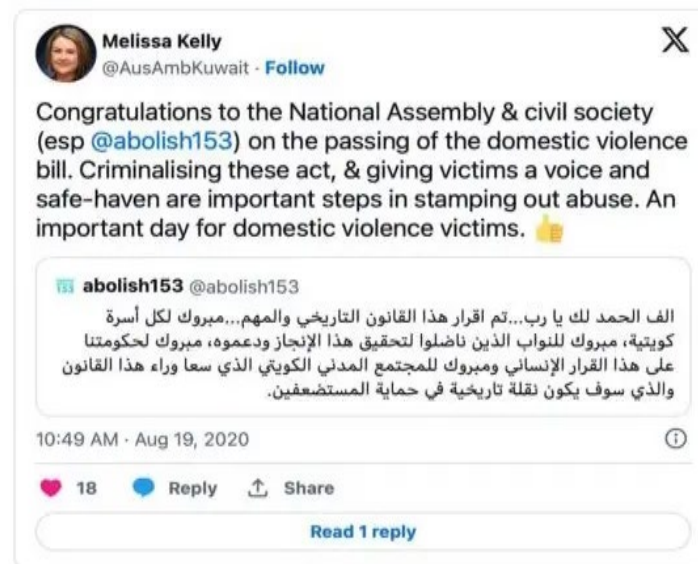 Melissa Kelly
@AusAmbKuwait · Follow
Congratulations to the National Assembly & civil society
(esp @abolish153) on the passing of the domestic violence
bill. Criminalising these act, & giving victims a voice and
safe-haven are important steps in stamping out abuse. An
important day for domestic violence victims. 👍
abolish153 @abolish153
الف الحمد لك يا رب...تم اقرار هذا القانون التاريخي والمهم...مبروك لكل أسرة
كويتية، مبروك للنواب الذين ناضلوا لتحقيق هذا الإنجاز ودعموه، مبروك لحكومتنا
على هذا القرار الإنساني ومبروك للمجتمع المدني الكويتي الذي سعا وراء هذا القانون
والذي سوف يكون نقلة تاريخية في حماية المستضعفين.
10:49 AM · Aug 19, 2020
18 Reply Share
Read 1 reply